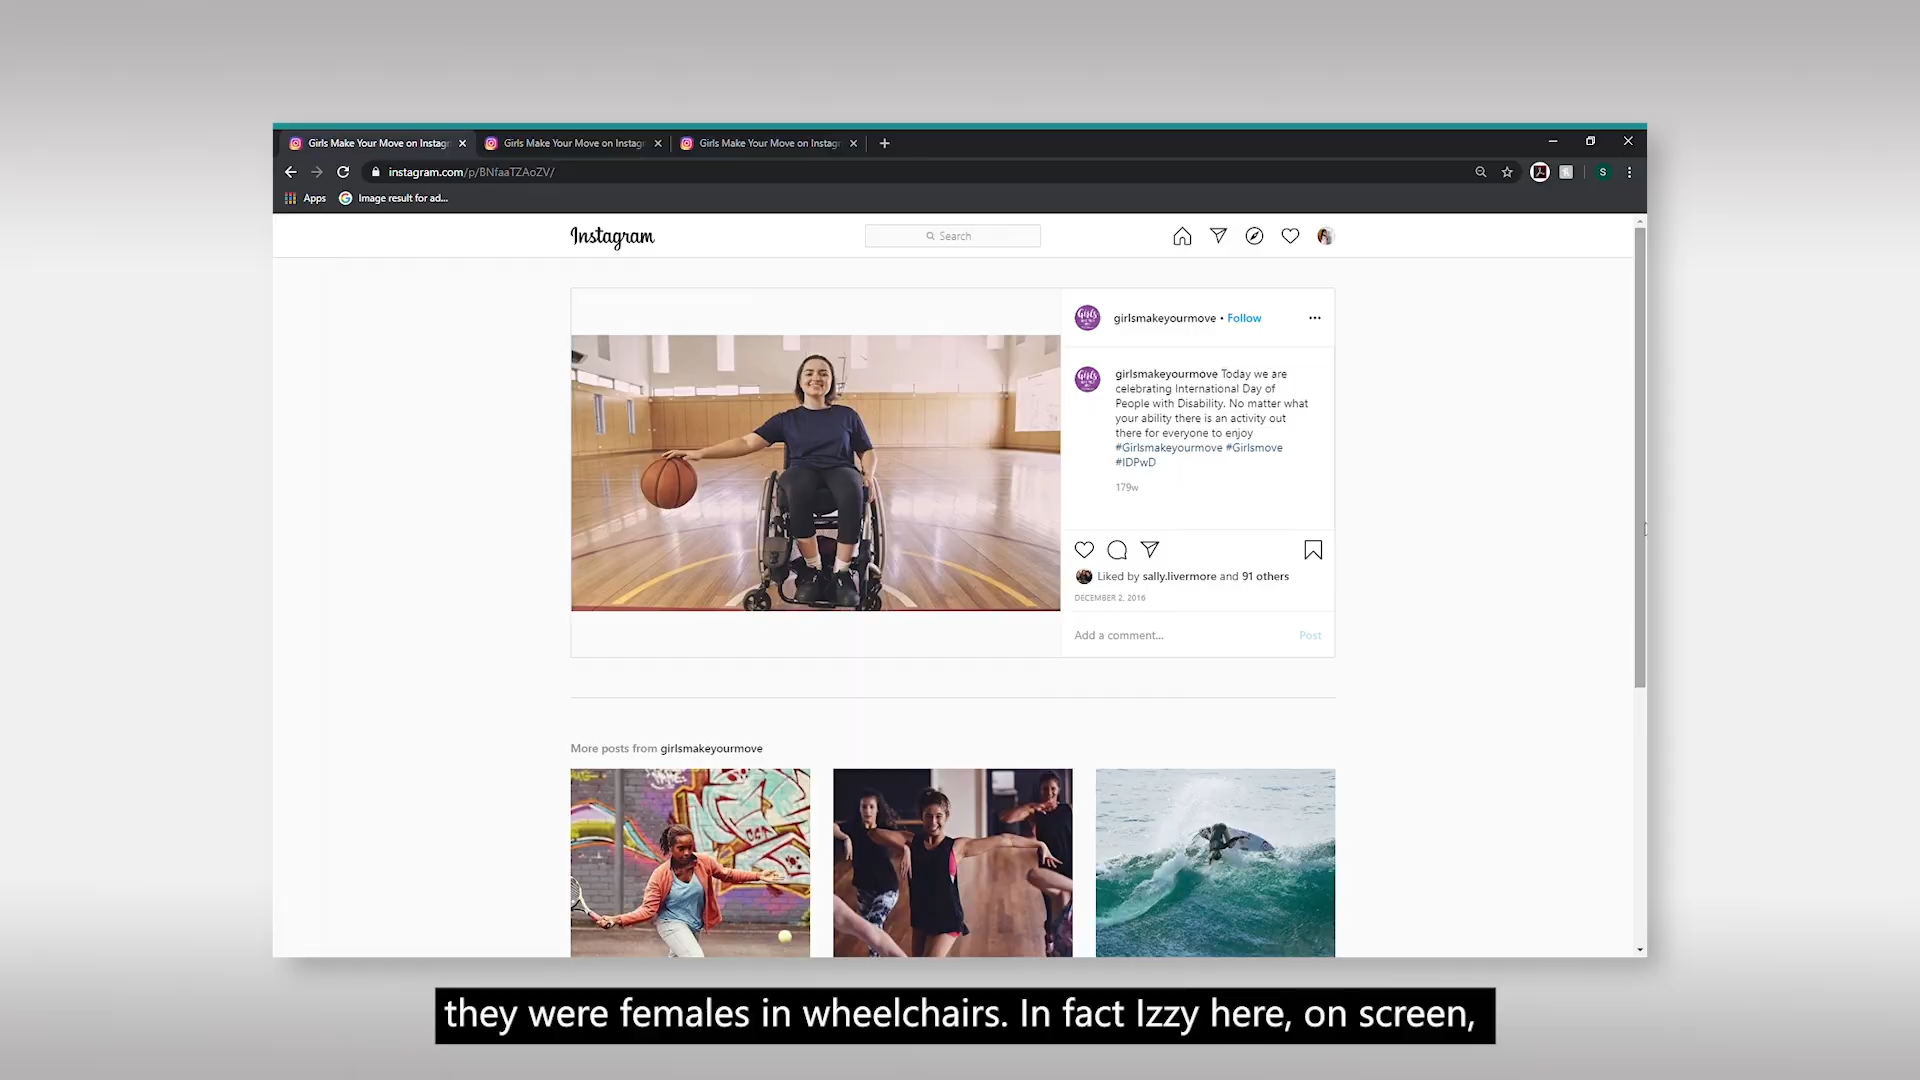 Girls Make Your Move on Instagr
Girls Make Your Move on Instag
Girls Make Your Move on Instag
instagram.com/p/BNfaaTZAoZV/
S
Apps
Image result for ad...
Instagram
Search
girlsmakeyourmove • Follow
girlsmakeyourmove Today we are
celebrating International Day of
People with Disability. No matter what
your ability there is an activity out
there for everyone to enjoy
#Girlsmakeyourmove #Girlsmove
#IDPwD
179w
Liked by sally.livermore and 91 others
DECEMBER 2, 2016
Add a comment...
Post
More posts from girlsmakeyourmove
they were females in wheelchairs. In fact Izzy here, on screen,